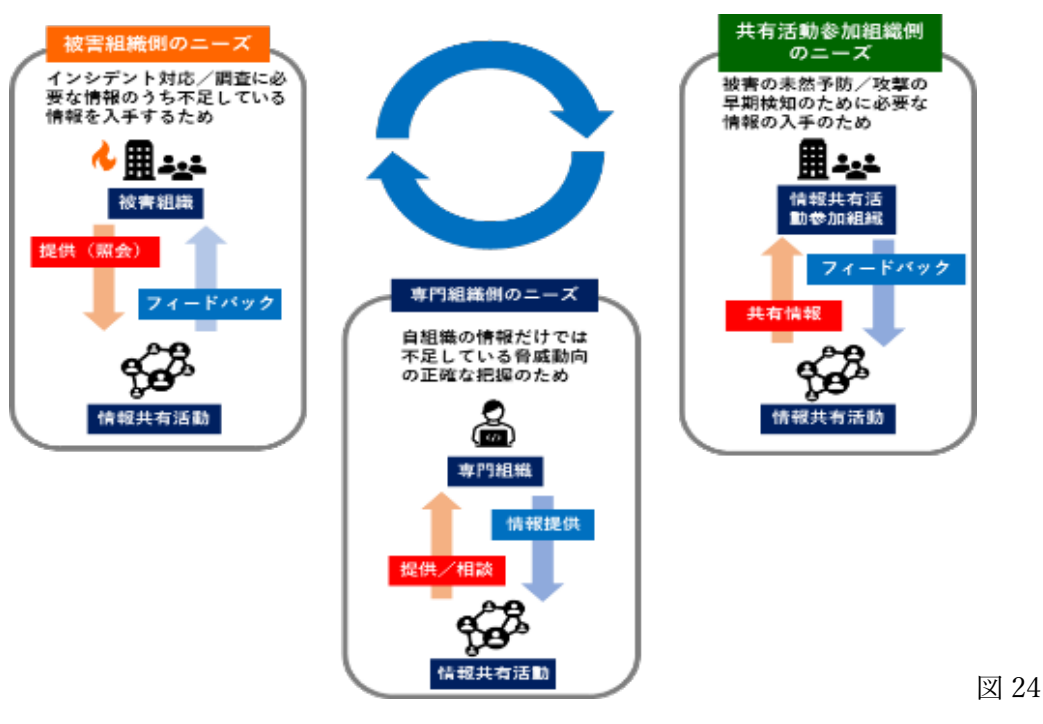 被害組織側のニーズ
インシデント対応／調査に必
要な情報のうち不足している
情報を入手するため
被害組織
提供（照会）
フィードバック
情報共有活動
専門組織側のニーズ
自組織の情報だけでは
不足している脅威動向
の正確な把握のため
専門組織
情報提供
提供／相談
情報共有活動
共有活動参加組織側
のニーズ
被害の未然予防／攻撃の
早期検知のために必要な
情報の入手のため
情報共有活
動参加組織
フィードバック
共有情報
情報共有活動
図 24